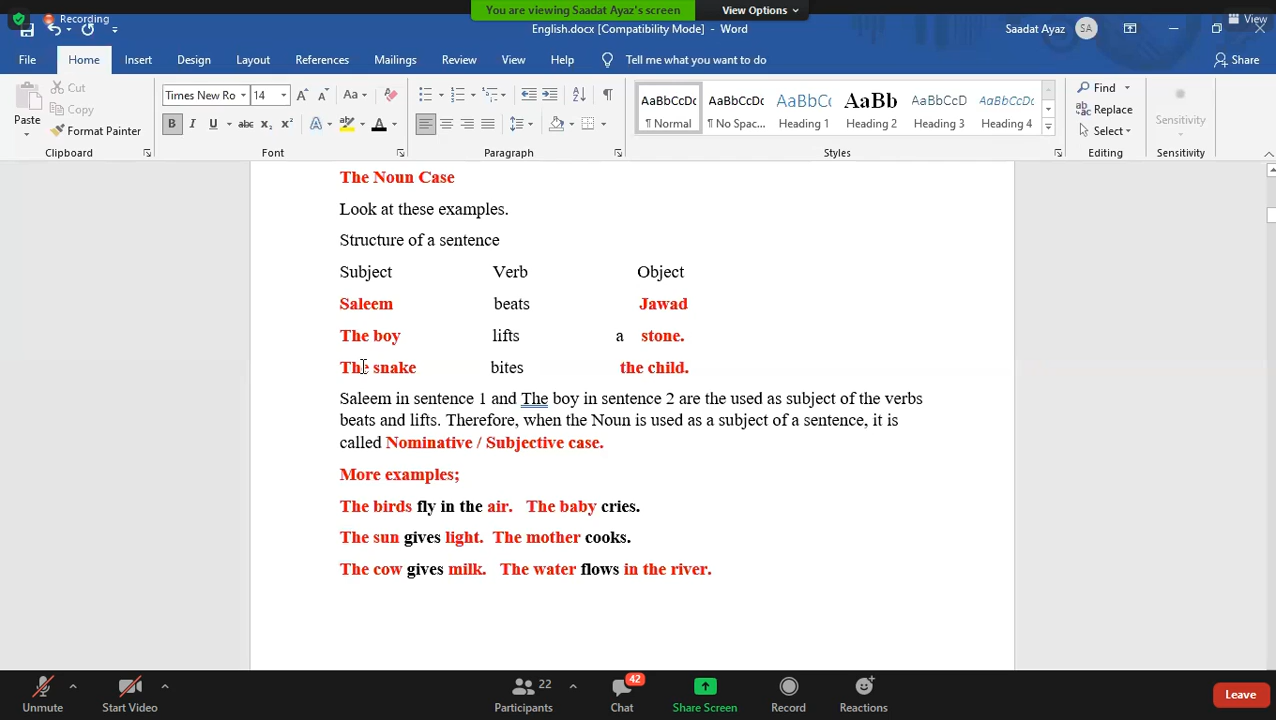 Recording
You are viewing Saadat Ayaz's screen
View Options
View
English.docx [Compatibility Mode] - Word
Saadat Ayaz
SA
File Home Insert Design Layout References Mailings Review View Help Tell me what you want to do Share
Paste
Cut
Copy
Format Painter
Clipboard
Times New Ro 14
Font
Paragraph
AaBbCcDc AaBbCcDc AaBbCc AaBb AaBbCcD AaBbCcD
¶ Normal ¶ No Spac... Heading 1 Heading 2 Heading 3 Heading 4
Styles
Find
Replace
Select
Editing
Sensitivity
Sensitivity
The Noun Case
Look at these examples.
Structure of a sentence
Subject Verb Object
Saleem beats Jawad
The boy lifts a stone.
The snake bites the child.
Saleem in sentence 1 and The boy in sentence 2 are the used as subject of the verbs
beats and lifts. Therefore, when the Noun is used as a subject of a sentence, it is
called Nominative / Subjective case.
More examples;
The birds fly in the air. The baby cries.
The sun gives light. The mother cooks.
The cow gives milk. The water flows in the river.
Unmute
Start Video
22
Participants
42
Chat
Share Screen
Record
Reactions
Leave